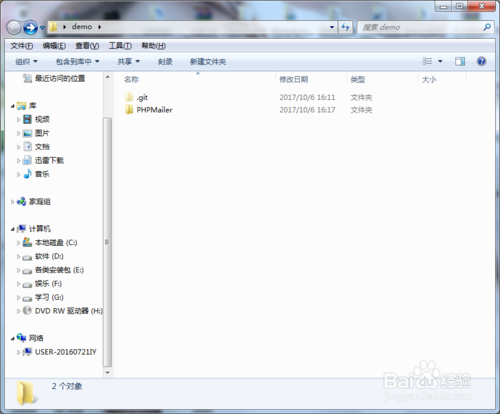 demo
搜索 demo
文件(F) 编辑(E) 查看(V) 工具(T) 帮助(H)
组织 包含到库中 共享 刻录 新建文件夹
最近访问的位置
库
视频
图片
文档
迅雷下载
音乐
家庭组
计算机
本地磁盘 (C:)
软件 (D:)
各类安装包 (E:)
娱乐 (F:)
学习 (G:)
DVD RW 驱动器 (H:)
网络
USER-20160721IY
名称 修改日期 类型 大小
.git 2017/10/6 16:11 文件夹
PHPMailer 2017/10/6 16:17 文件夹
2 个对象
Baidu 经验
jingyan.baidu.com